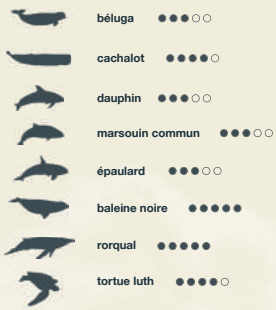 béluga
cachalot
dauphin
marsouin commun
épaulard
baleine noire
rorqual
tortue luth